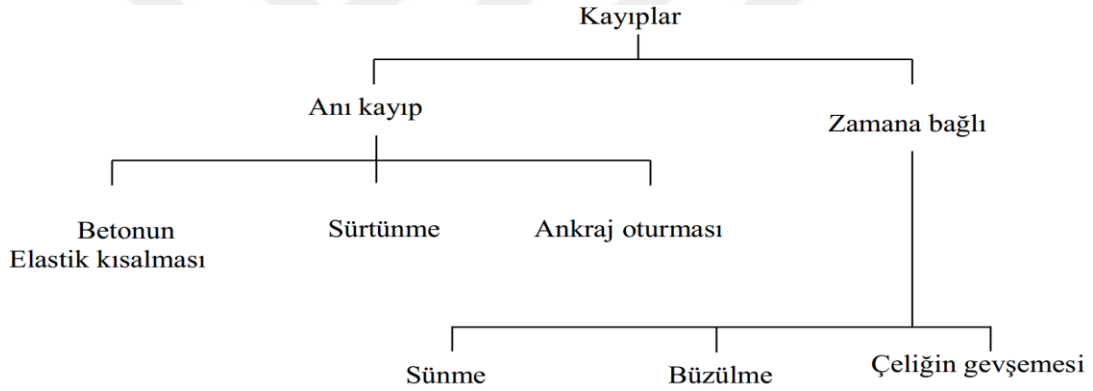 Kayıplar
Anı kayıp
Zamana bağlı
Betonun
Elastik kısalması
Sürtünme
Ankraj oturması
Sünme
Büzülme
Çeliğin gevşemesi